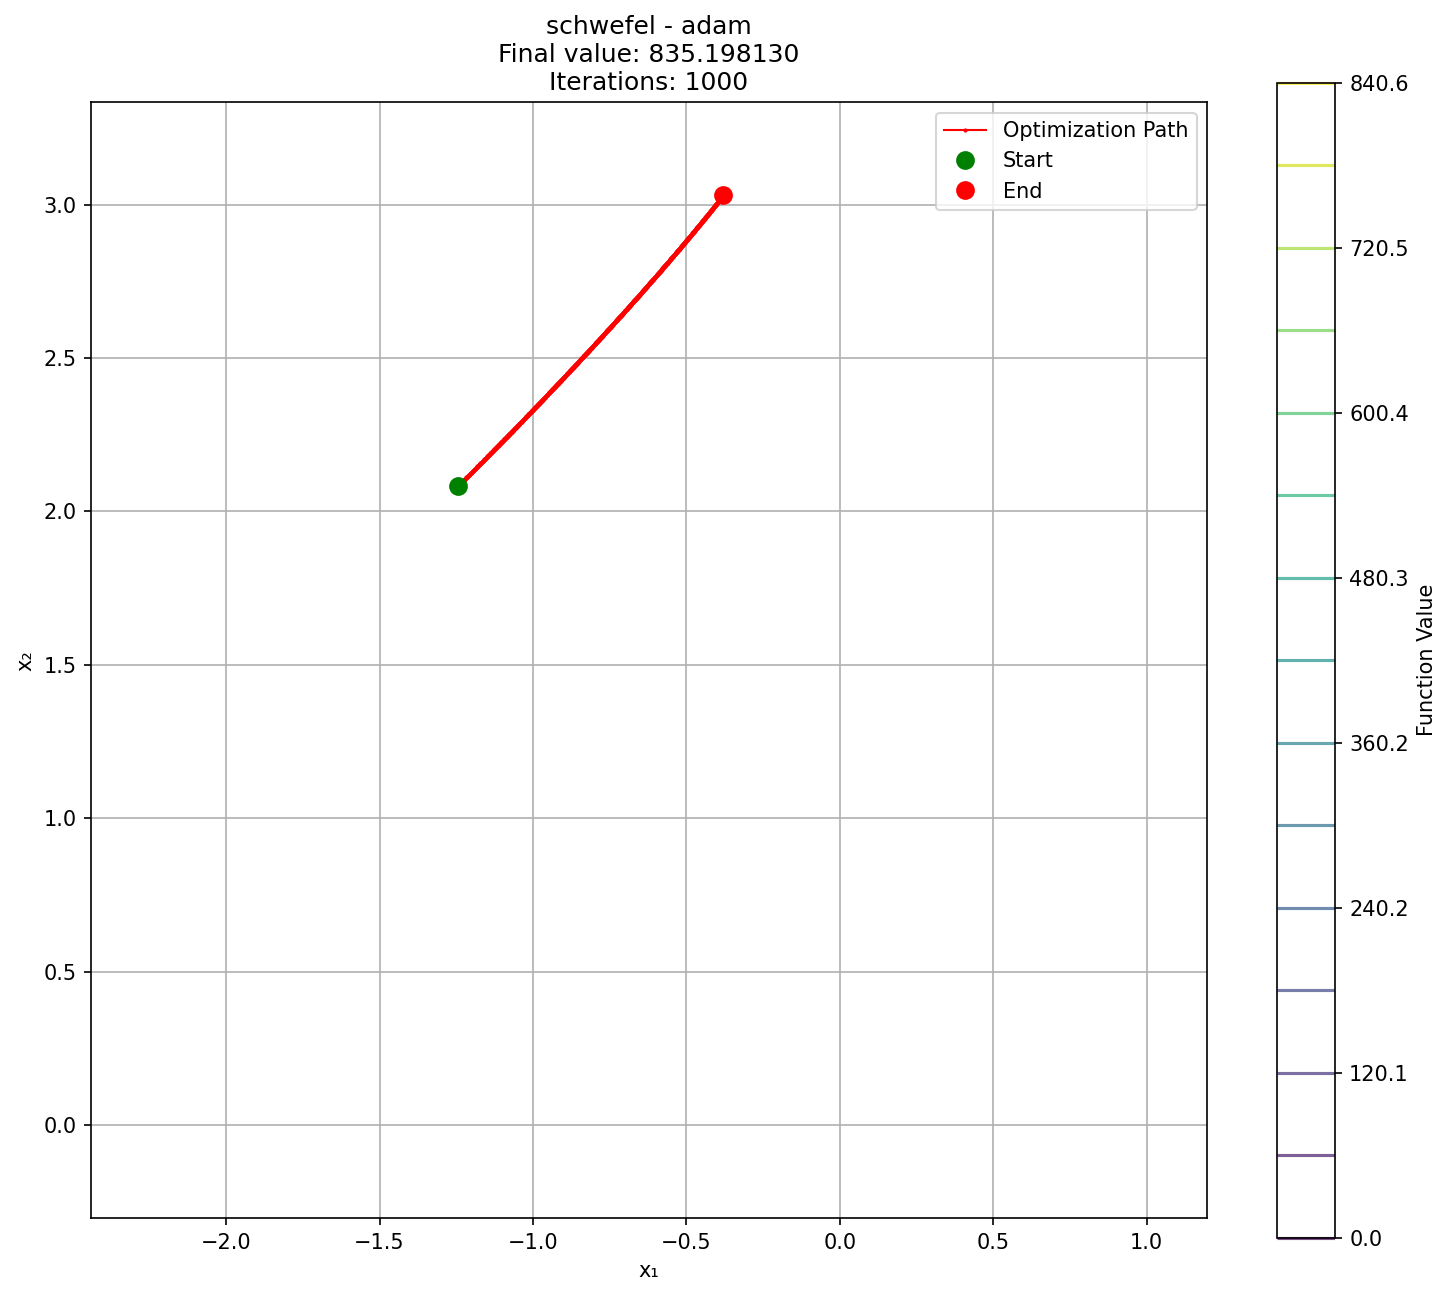 schwefel - adam
Final value: 835.198130
Iterations: 1000
Optimization Path
Start
End
3.0
2.5
2.0
1.5
1.0
0.5
0.0
x₂
−2.0
−1.5
−1.0
−0.5
0.0
0.5
1.0
x₁
840.6
720.5
600.4
480.3
360.2
240.2
120.1
0.0
Function Value